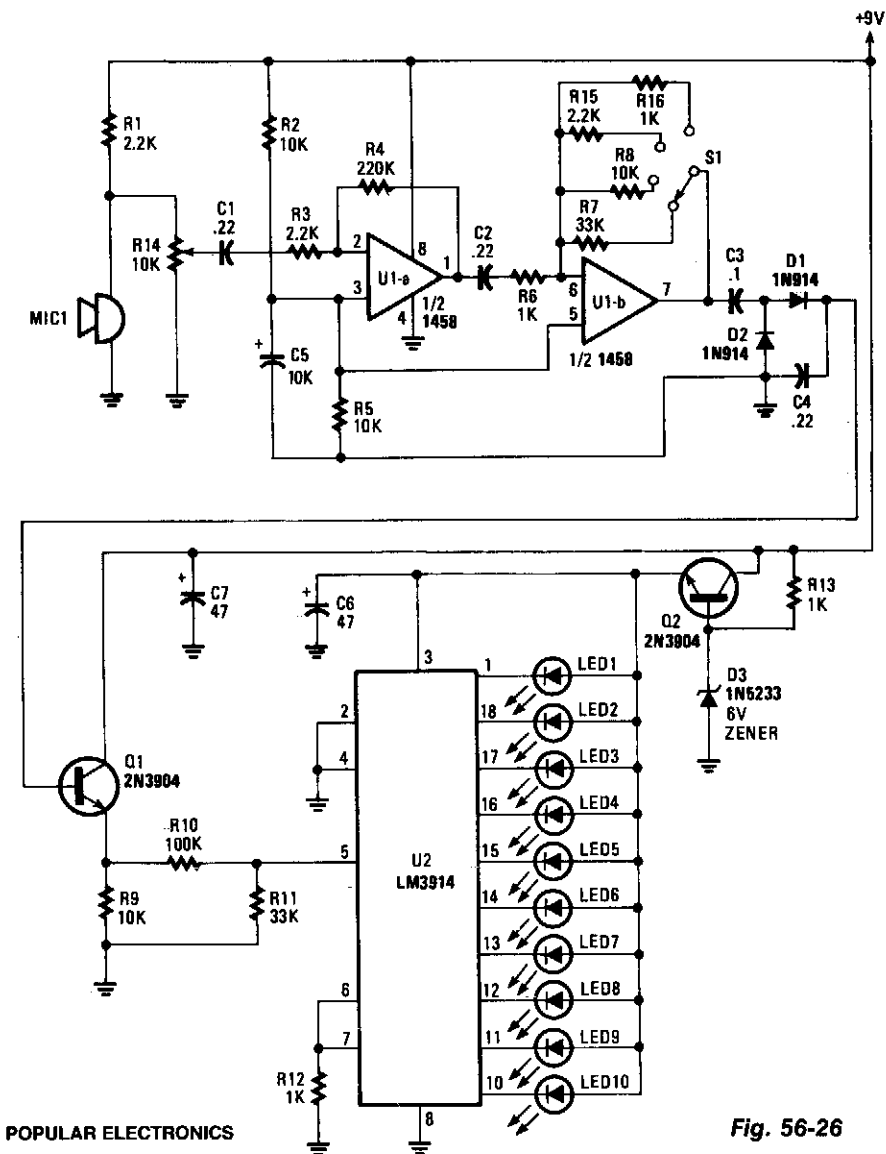 +9V
R1
2.2K
R2
10K
R4
220K
R16
1K
R15
2.2K
R8
10K
S1
R7
33K
R14
10K
C1
.22
R3
2.2K
2
8
1
3
4
U1-a
1/2
1458
C2
.22
R6
1K
6
5
7
U1-b
1/2 1458
C3
.1
D1
1N914
D2
1N914
C4
.22
MIC1
+
C5
10K
R5
10K
+
C7
47
+
C6
47
Q2
2N3904
R13
1K
D3
1N5233
6V
ZENER
Q1
2N3904
R10
100K
R9
10K
R11
33K
R12
1K
3
2
4
5
6
7
8
U2
LM3914
1
LED1
18
LED2
17
LED3
16
LED4
15
LED5
14
LED6
13
LED7
12
LED8
11
LED9
10
LED10
POPULAR ELECTRONICS
Fig. 56-26